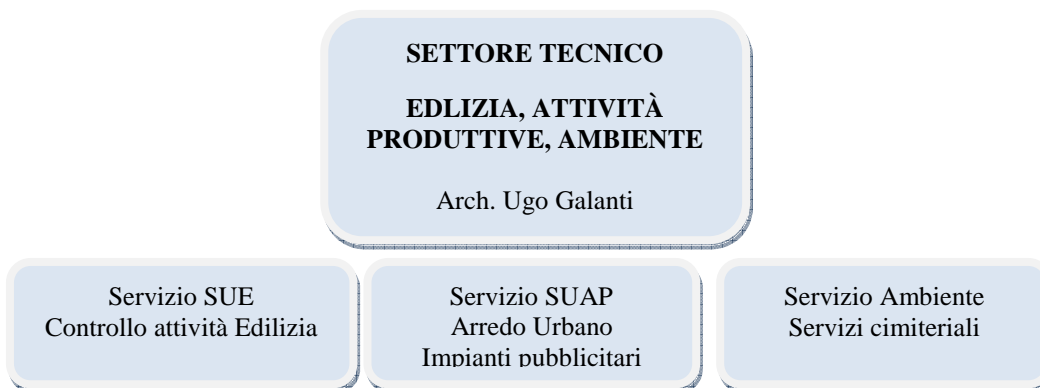 SETTORE TECNICO
EDLIZIA, ATTIVITÀ
PRODUTTIVE, AMBIENTE
Arch. Ugo Galanti
Servizio SUE
Controllo attività Edilizia
Servizio SUAP
Arredo Urbano
Impianti pubblicitari
Servizio Ambiente
Servizi cimiteriali